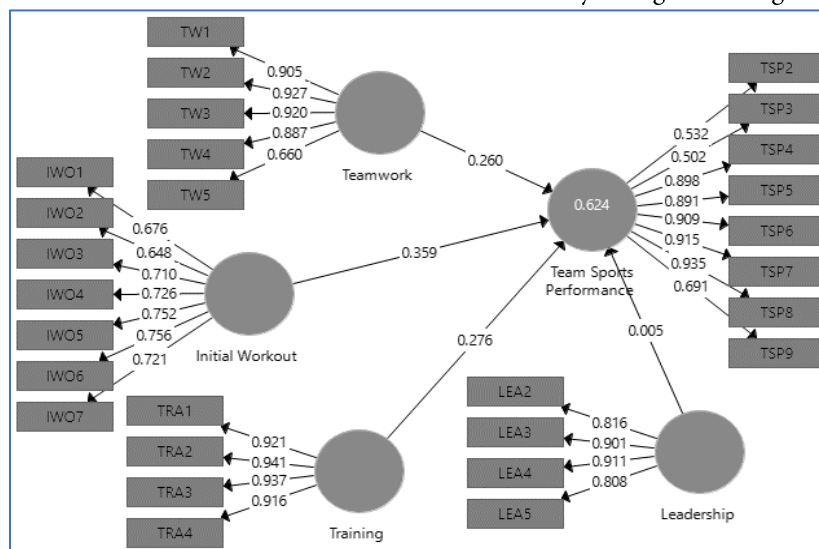 TW1
TW2
TW3
TW4
TW5
0.905
0.927
0.920
0.887
0.660
Teamwork
0.260
IWO1
IWO2
IWO3
IWO4
IWO5
IWO6
IWO7
0.676
0.648
0.710
0.726
0.752
0.756
0.721
Initial Workout
0.359
TRA1
TRA2
TRA3
TRA4
0.921
0.941
0.937
0.916
Training
0.276
0.624
Team Sports
Performance
0.532
0.502
0.898
0.891
0.909
0.915
0.935
0.691
TSP2
TSP3
TSP4
TSP5
TSP6
TSP7
TSP8
TSP9
0.005
LEA2
LEA3
LEA4
LEA5
0.816
0.901
0.911
0.808
Leadership